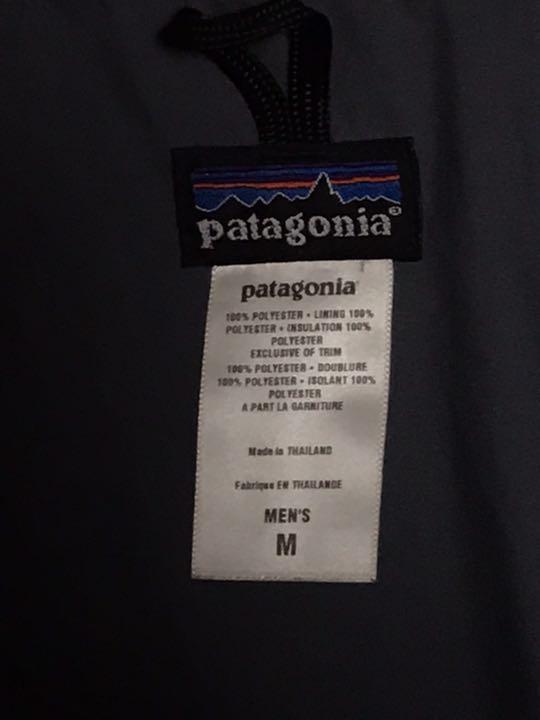 patagonia®
patagonia®
100% POLYESTER • LINING 100%
POLYESTER • INSULATION 100%
POLYESTER
EXCLUSIVE OF TRIM
100% POLYESTER • DOUBLURE
100% POLYESTER • ISOLANT 100%
POLYESTER
A PART LA GARNITURE
Made in THAILAND
Fabrique EN THAILANDE
MEN'S
M